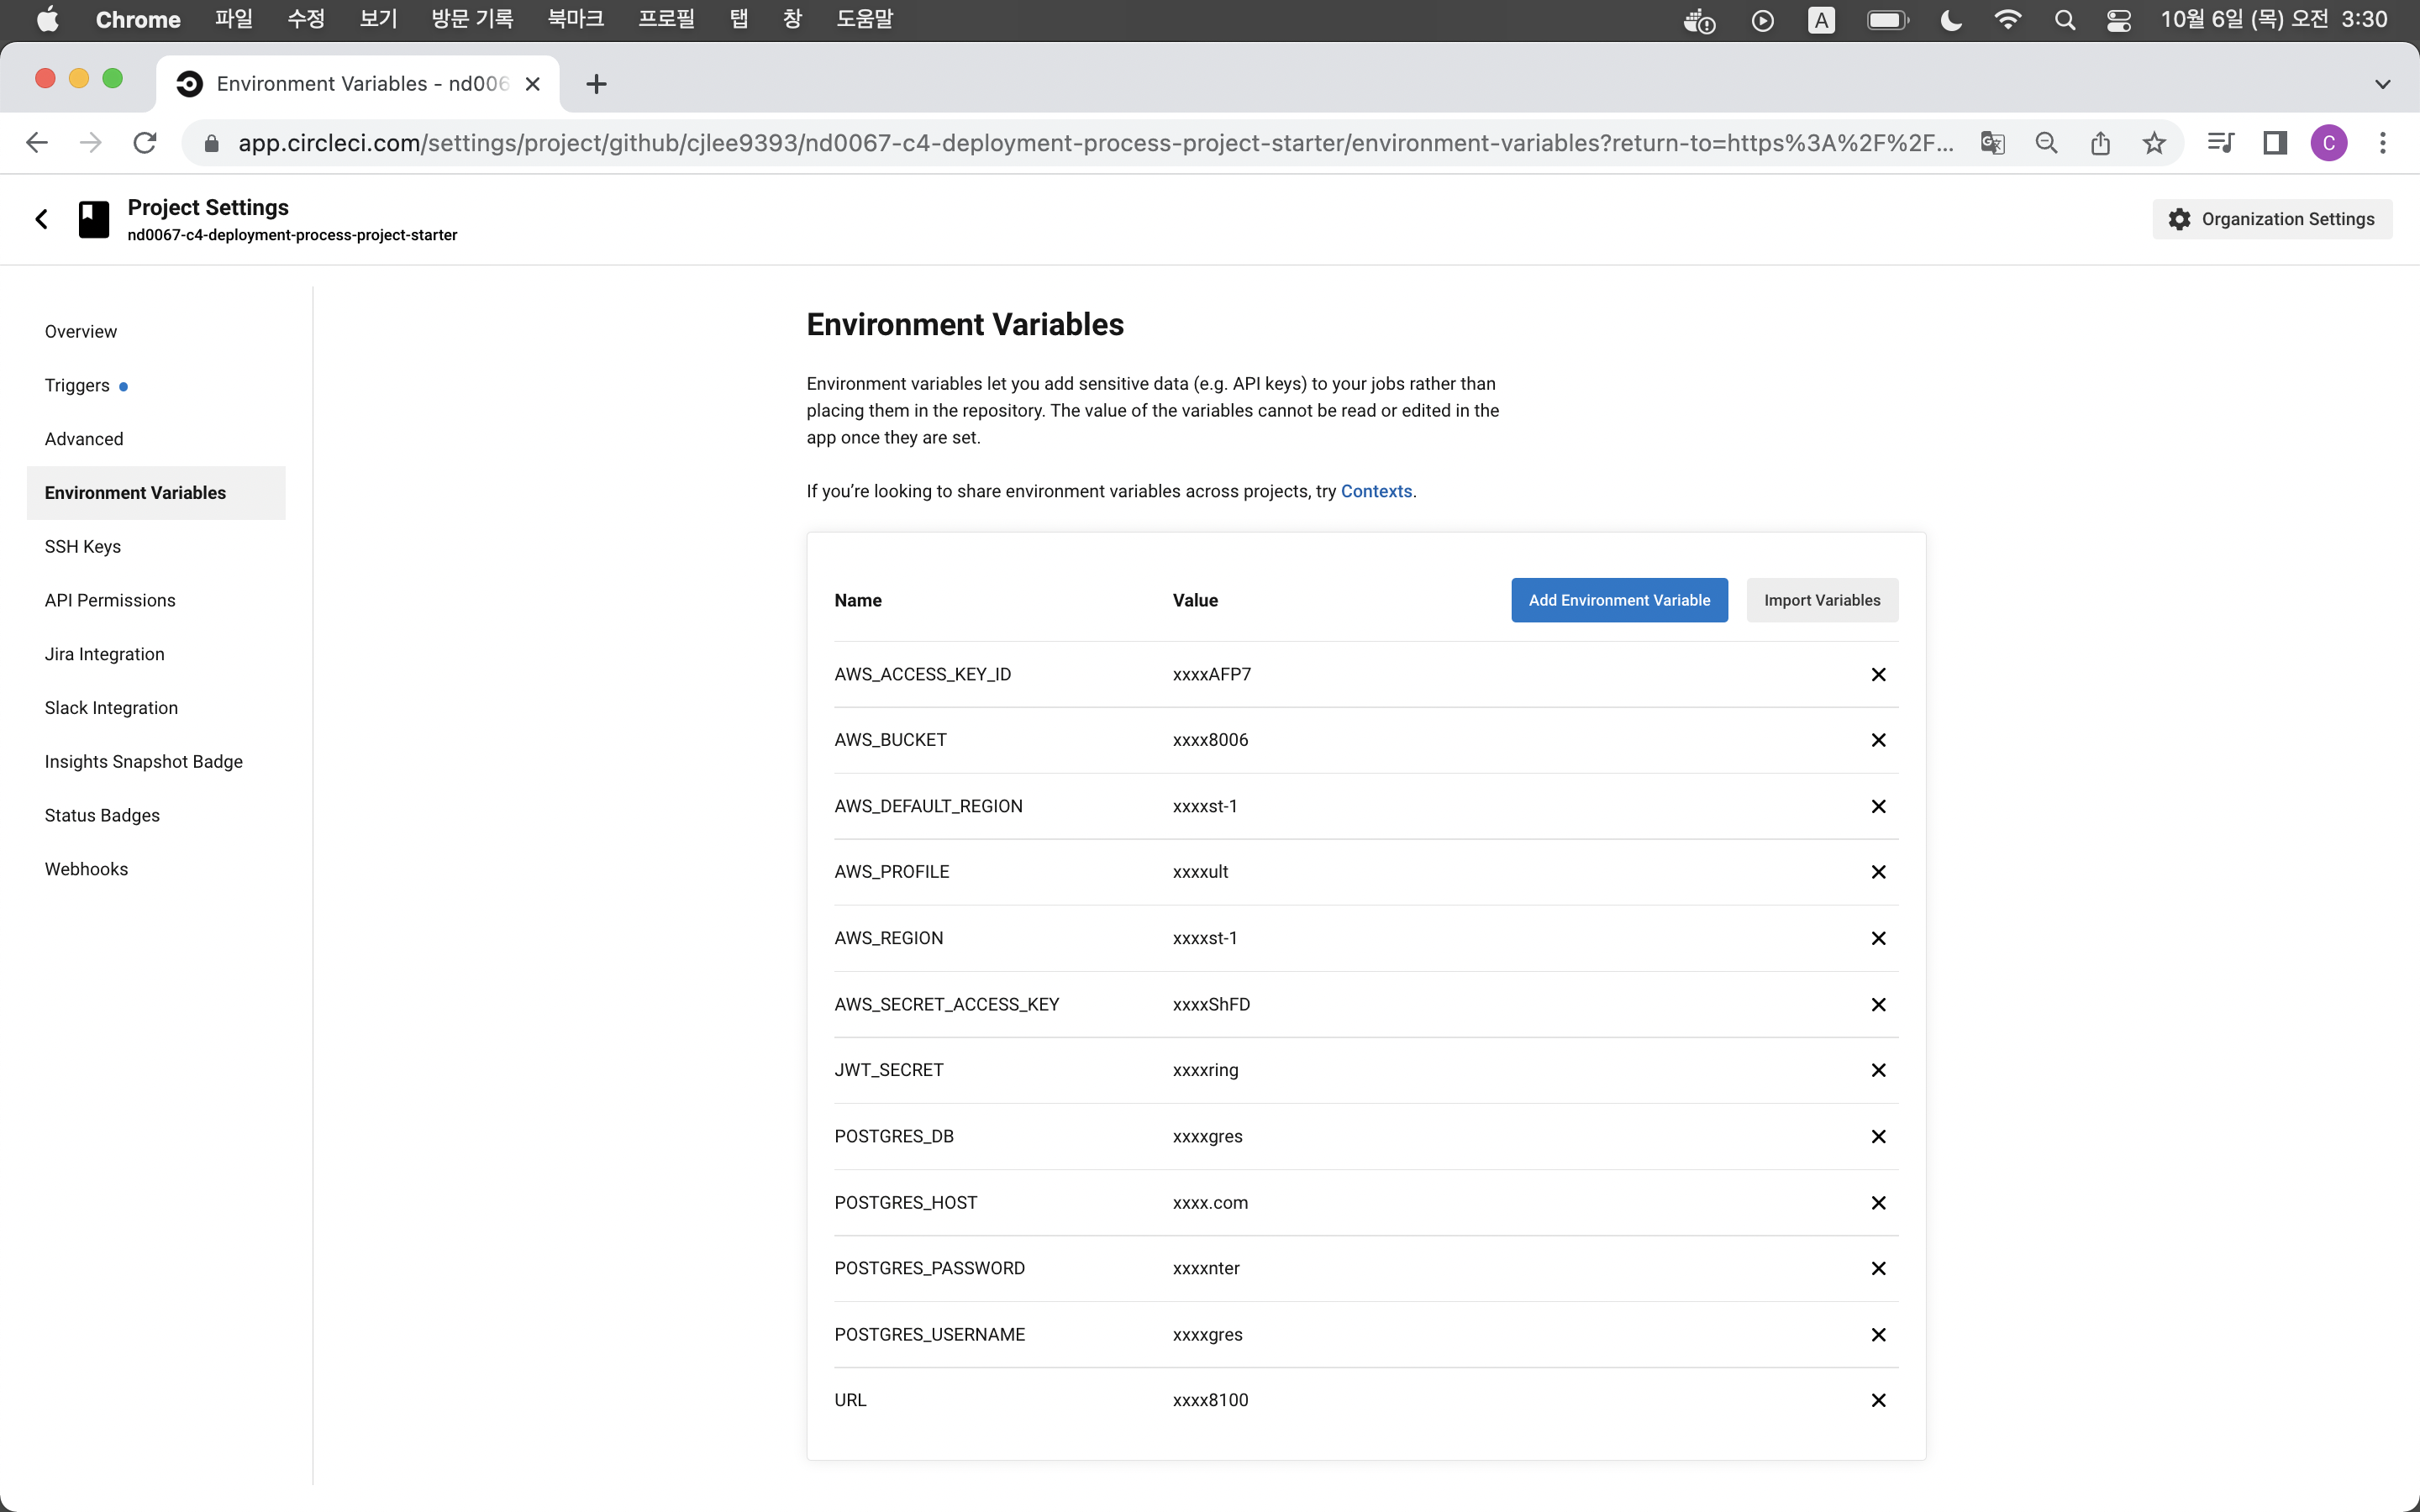 Chrome 파일 수정 보기 방문 기록 북마크 프로필 탭 창 도움말 A 10월 6일 (목) 오전 3:30
Environment Variables - nd006
app.circleci.com/settings/project/github/cjlee9393/nd0067-c4-deployment-process-project-starter/environment-variables?return-to=https%3A%2F%2F... C
Project Settings
nd0067-c4-deployment-process-project-starter
Organization Settings
Overview
Triggers
Advanced
Environment Variables
SSH Keys
API Permissions
Jira Integration
Slack Integration
Insights Snapshot Badge
Status Badges
Webhooks
Environment Variables
Environment variables let you add sensitive data (e.g. API keys) to your jobs rather than
placing them in the repository. The value of the variables cannot be read or edited in the
app once they are set.
If you’re looking to share environment variables across projects, try Contexts.
Name Value Add Environment Variable Import Variables
AWS_ACCESS_KEY_ID xxxxAFP7
AWS_BUCKET xxxx8006
AWS_DEFAULT_REGION xxxxst-1
AWS_PROFILE xxxxult
AWS_REGION xxxxst-1
AWS_SECRET_ACCESS_KEY xxxxShFD
JWT_SECRET xxxxring
POSTGRES_DB xxxxgres
POSTGRES_HOST xxxx.com
POSTGRES_PASSWORD xxxxnter
POSTGRES_USERNAME xxxxgres
URL xxxx8100